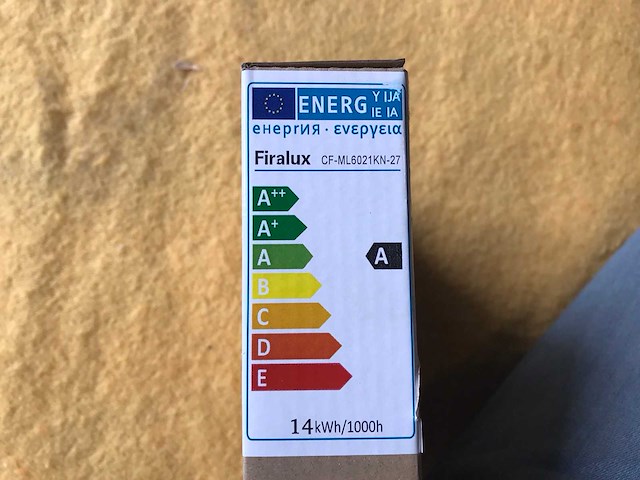 ENERG Y IJA
IE IA
енергия · ενεργεια
Firalux CF-ML6021KN-27
A++
A+
A A
B
C
D
E
14kWh/1000h